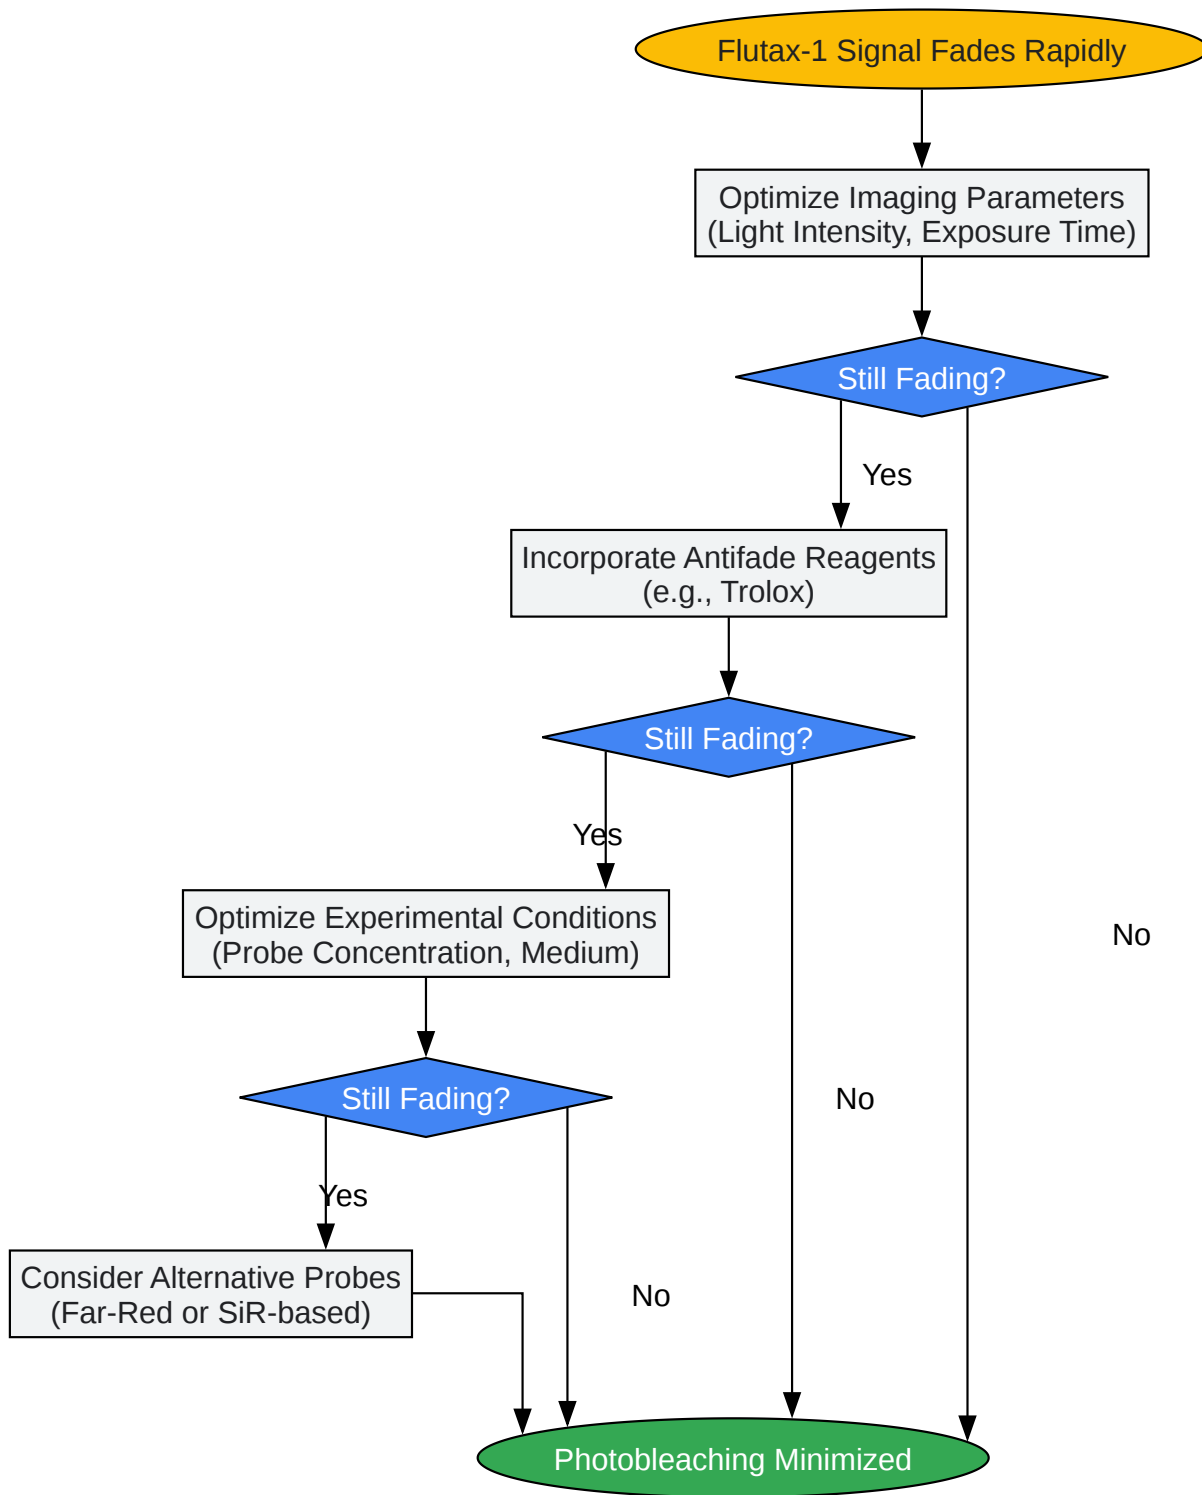 Flutax-1 Signal Fades Rapidly
Optimize Imaging Parameters
(Light Intensity, Exposure Time)
Still Fading?
Yes
Incorporate Antifade Reagents
(e.g., Trolox)
Still Fading?
Yes
Optimize Experimental Conditions
(Probe Concentration, Medium)
No
Still Fading?
No
Yes
Consider Alternative Probes
(Far-Red or SiR-based)
No
Photobleaching Minimized